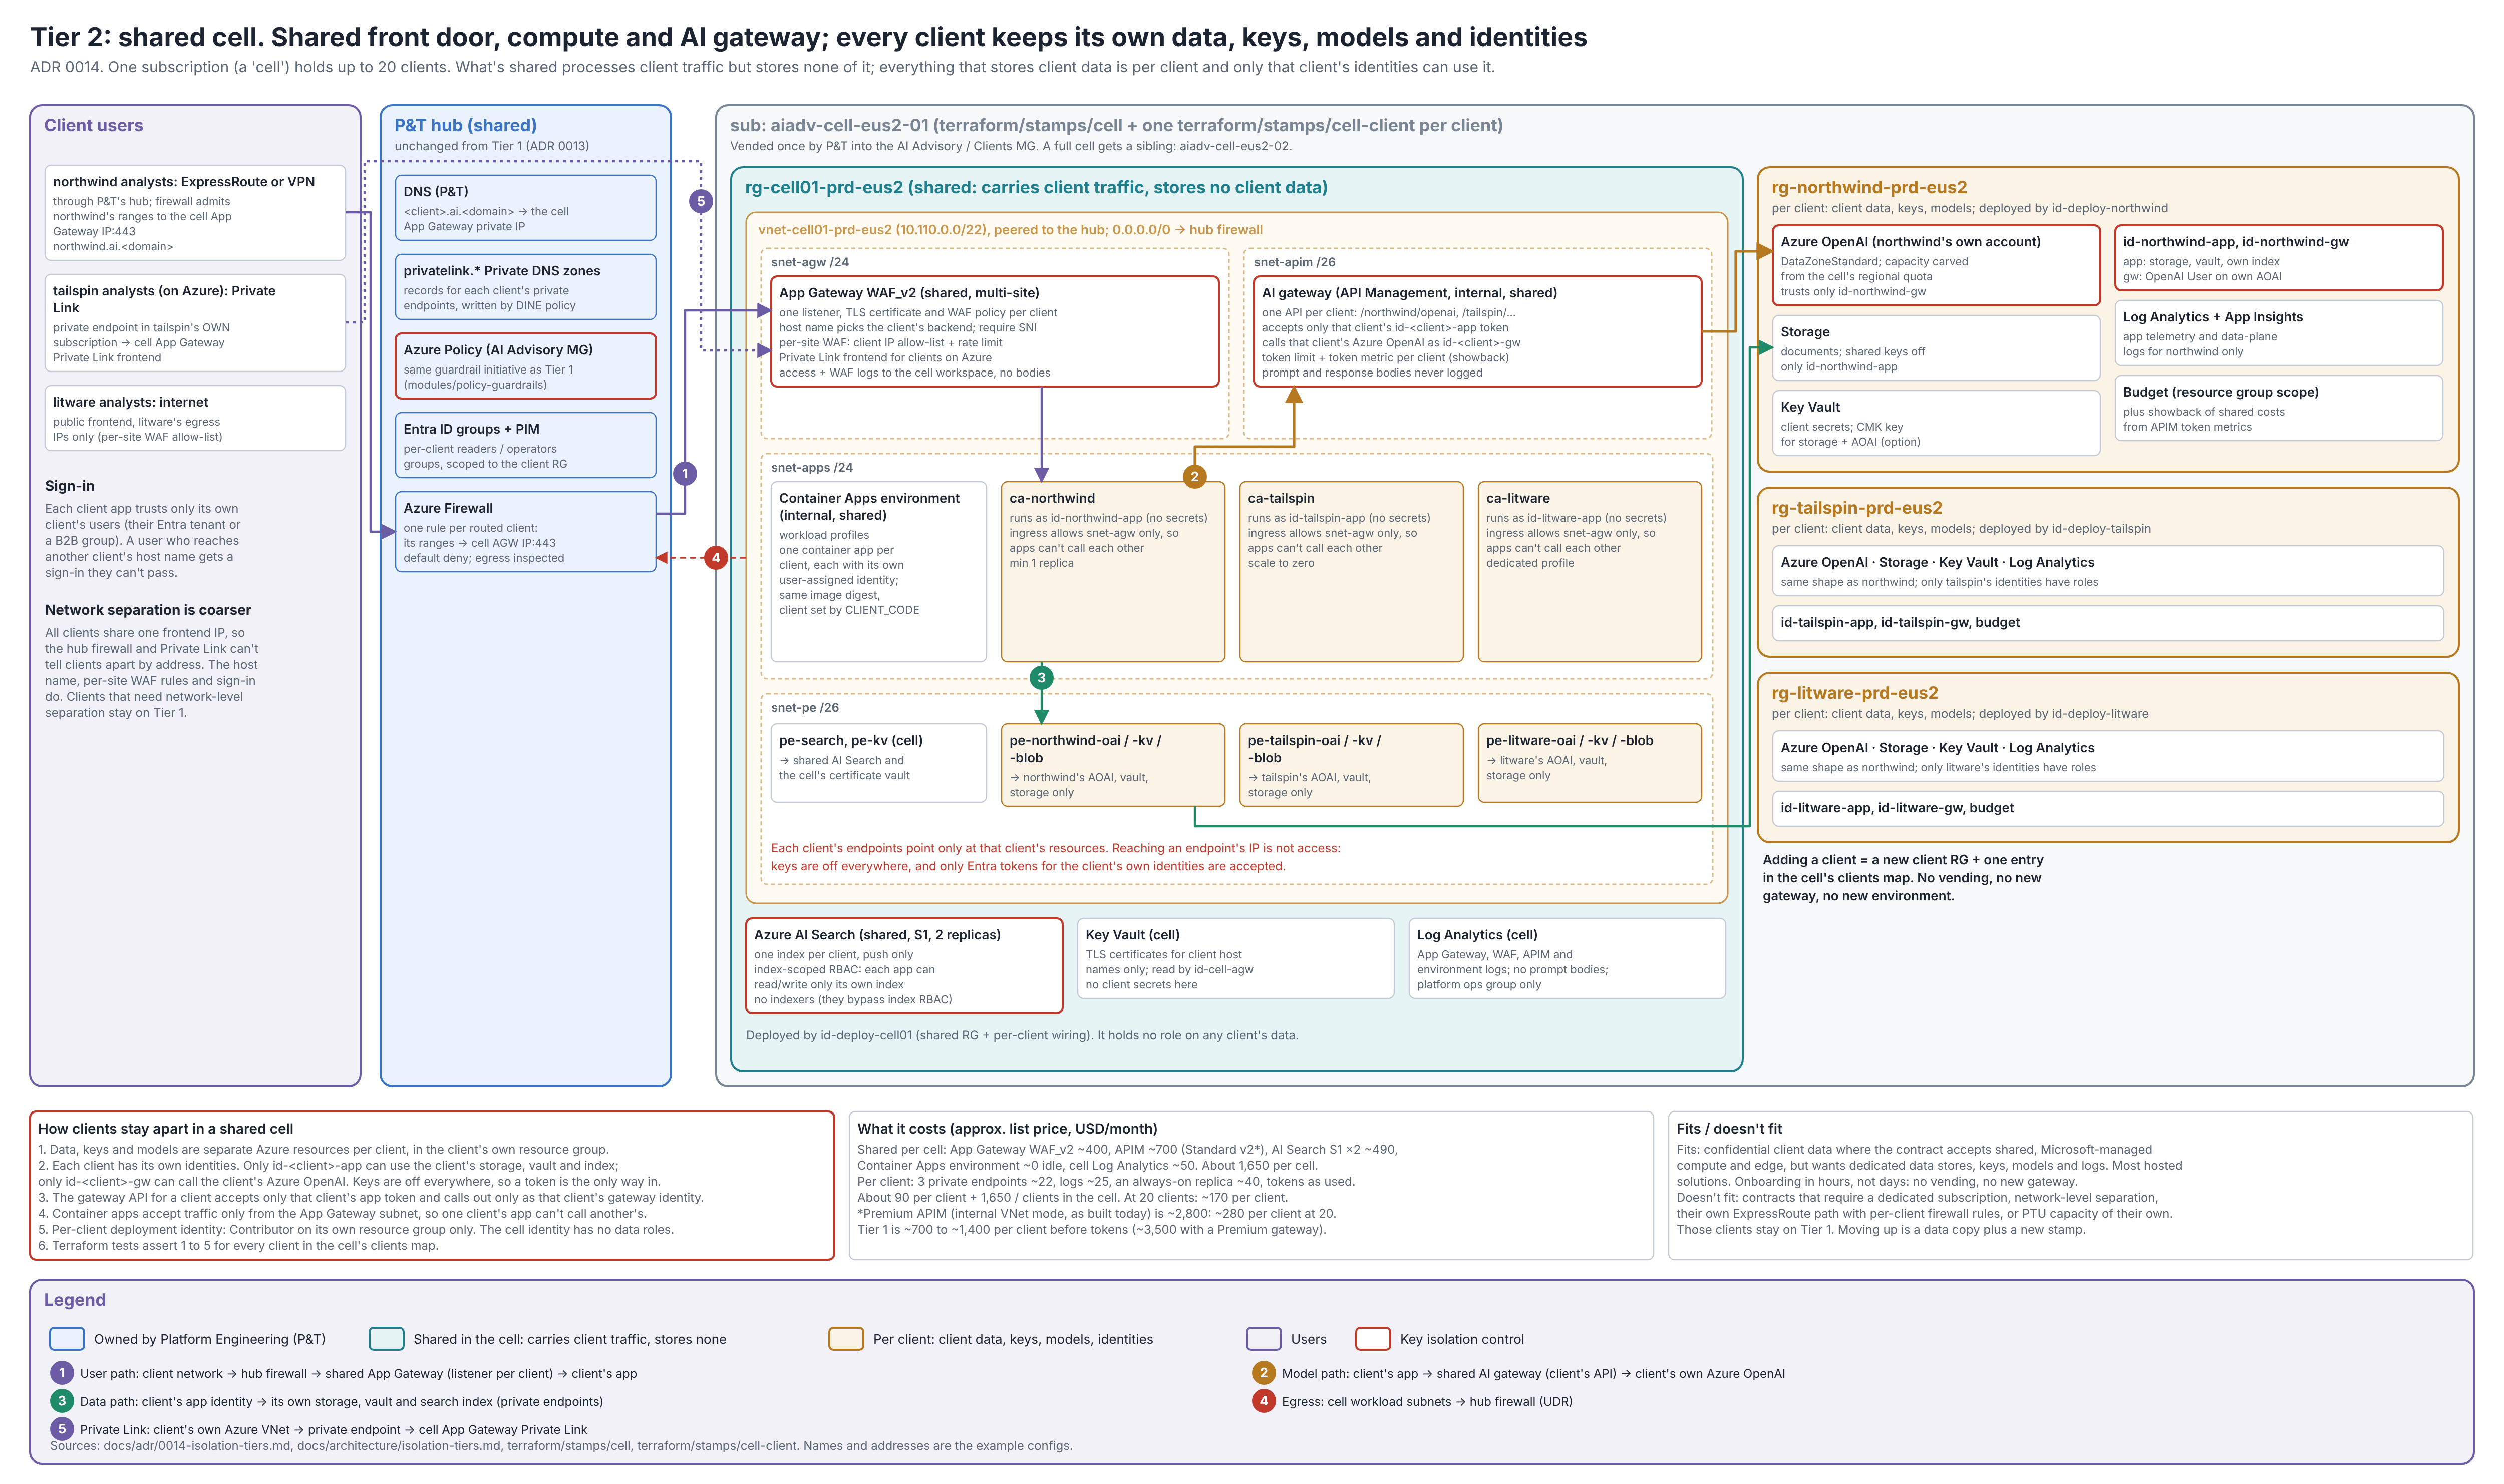 Tier 2: shared cell. Shared front door, compute and AI gateway; every client keeps its own data, keys, models and identities
ADR 0014. One subscription (a 'cell') holds up to 20 clients. What's shared processes client traffic but stores none of it; everything that stores client data is per client and only that client's identities can use it.
Client users
northwind analysts: ExpressRoute or VPN
through P&T's hub; firewall admits
northwind's ranges to the cell App
Gateway IP:443
northwind.ai.<domain>
tailspin analysts (on Azure): Private
Link
private endpoint in tailspin's OWN
subscription → cell App Gateway
Private Link frontend
litware analysts: internet
public frontend, litware's egress
IPs only (per-site WAF allow-list)
Sign-in
Each client app trusts only its own
client's users (their Entra tenant or
a B2B group). A user who reaches
another client's host name gets a
sign-in they can't pass.
Network separation is coarser
All clients share one frontend IP, so
the hub firewall and Private Link can't
tell clients apart by address. The host
name, per-site WAF rules and sign-in
do. Clients that need network-level
separation stay on Tier 1.
P&T hub (shared)
unchanged from Tier 1 (ADR 0013)
DNS (P&T)
<client>.ai.<domain> → the cell
App Gateway private IP
privatelink.* Private DNS zones
records for each client's private
endpoints, written by DINE policy
Azure Policy (AI Advisory MG)
same guardrail initiative as Tier 1
(modules/policy-guardrails)
Entra ID groups + PIM
per-client readers / operators
groups, scoped to the client RG
Azure Firewall
one rule per routed client:
its ranges → cell AGW IP:443
default deny; egress inspected
5
1
4
sub: aiadv-cell-eus2-01 (terraform/stamps/cell + one terraform/stamps/cell-client per client)
Vended once by P&T into the AI Advisory / Clients MG. A full cell gets a sibling: aiadv-cell-eus2-02.
rg-cell01-prd-eus2 (shared: carries client traffic, stores no client data)
vnet-cell01-prd-eus2 (10.110.0.0/22), peered to the hub; 0.0.0.0/0 → hub firewall
snet-agw /24
App Gateway WAF_v2 (shared, multi-site)
one listener, TLS certificate and WAF policy per client
host name picks the client's backend; require SNI
per-site WAF: client IP allow-list + rate limit
Private Link frontend for clients on Azure
access + WAF logs to the cell workspace, no bodies
snet-apim /26
AI gateway (API Management, internal, shared)
one API per client: /northwind/openai, /tailspin/...
accepts only that client's id-<client>-app token
calls that client's Azure OpenAI as id-<client>-gw
token limit + token metric per client (showback)
prompt and response bodies never logged
snet-apps /24
2
Container Apps environment
(internal, shared)
workload profiles
one container app per
client, each with its own
user-assigned identity;
same image digest,
client set by CLIENT_CODE
ca-northwind
runs as id-northwind-app (no secrets)
ingress allows snet-agw only, so
apps can't call each other
min 1 replica
ca-tailspin
runs as id-tailspin-app (no secrets)
ingress allows snet-agw only, so
apps can't call each other
scale to zero
ca-litware
runs as id-litware-app (no secrets)
ingress allows snet-agw only, so
apps can't call each other
dedicated profile
3
snet-pe /26
pe-search, pe-kv (cell)
→ shared AI Search and
the cell's certificate vault
pe-northwind-oai / -kv /
-blob
→ northwind's AOAI, vault,
storage only
pe-tailspin-oai / -kv /
-blob
→ tailspin's AOAI, vault,
storage only
pe-litware-oai / -kv / -blob
→ litware's AOAI, vault,
storage only
Each client's endpoints point only at that client's resources. Reaching an endpoint's IP is not access:
keys are off everywhere, and only Entra tokens for the client's own identities are accepted.
Azure AI Search (shared, S1, 2 replicas)
one index per client, push only
index-scoped RBAC: each app can
read/write only its own index
no indexers (they bypass index RBAC)
Key Vault (cell)
TLS certificates for client host
names only; read by id-cell-agw
no client secrets here
Log Analytics (cell)
App Gateway, WAF, APIM and
environment logs; no prompt bodies;
platform ops group only
Deployed by id-deploy-cell01 (shared RG + per-client wiring). It holds no role on any client's data.
rg-northwind-prd-eus2
per client: client data, keys, models; deployed by id-deploy-northwind
Azure OpenAI (northwind's own account)
DataZoneStandard; capacity carved
from the cell's regional quota
trusts only id-northwind-gw
id-northwind-app, id-northwind-gw
app: storage, vault, own index
gw: OpenAI User on own AOAI
Storage
documents; shared keys off
only id-northwind-app
Log Analytics + App Insights
app telemetry and data-plane
logs for northwind only
Key Vault
client secrets; CMK key
for storage + AOAI (option)
Budget (resource group scope)
plus showback of shared costs
from APIM token metrics
rg-tailspin-prd-eus2
per client: client data, keys, models; deployed by id-deploy-tailspin
Azure OpenAI · Storage · Key Vault · Log Analytics
same shape as northwind; only tailspin's identities have roles
id-tailspin-app, id-tailspin-gw, budget
rg-litware-prd-eus2
per client: client data, keys, models; deployed by id-deploy-litware
Azure OpenAI · Storage · Key Vault · Log Analytics
same shape as northwind; only litware's identities have roles
id-litware-app, id-litware-gw, budget
Adding a client = a new client RG + one entry
in the cell's clients map. No vending, no new
gateway, no new environment.
How clients stay apart in a shared cell
1. Data, keys and models are separate Azure resources per client, in the client's own resource group.
2. Each client has its own identities. Only id-<client>-app can use the client's storage, vault and index;
only id-<client>-gw can call the client's Azure OpenAI. Keys are off everywhere, so a token is the only way in.
3. The gateway API for a client accepts only that client's app token and calls out only as that client's gateway identity.
4. Container apps accept traffic only from the App Gateway subnet, so one client's app can't call another's.
5. Per-client deployment identity: Contributor on its own resource group only. The cell identity has no data roles.
6. Terraform tests assert 1 to 5 for every client in the cell's clients map.
What it costs (approx. list price, USD/month)
Shared per cell: App Gateway WAF_v2 ~400, APIM ~700 (Standard v2*), AI Search S1 ×2 ~490,
Container Apps environment ~0 idle, cell Log Analytics ~50. About 1,650 per cell.
Per client: 3 private endpoints ~22, logs ~25, an always-on replica ~40, tokens as used.
About 90 per client + 1,650 / clients in the cell. At 20 clients: ~170 per client.
*Premium APIM (internal VNet mode, as built today) is ~2,800: ~280 per client at 20.
Tier 1 is ~700 to ~1,400 per client before tokens (~3,500 with a Premium gateway).
Fits / doesn't fit
Fits: confidential client data where the contract accepts shared, Microsoft-managed
compute and edge, but wants dedicated data stores, keys, models and logs. Most hosted
solutions. Onboarding in hours, not days: no vending, no new gateway.
Doesn't fit: contracts that require a dedicated subscription, network-level separation,
their own ExpressRoute path with per-client firewall rules, or PTU capacity of their own.
Those clients stay on Tier 1. Moving up is a data copy plus a new stamp.
Legend
Owned by Platform Engineering (P&T)
Shared in the cell: carries client traffic, stores none
Per client: client data, keys, models, identities
Users
Key isolation control
1 User path: client network → hub firewall → shared App Gateway (listener per client) → client's app
2 Model path: client's app → shared AI gateway (client's API) → client's own Azure OpenAI
3 Data path: client's app identity → its own storage, vault and search index (private endpoints)
4 Egress: cell workload subnets → hub firewall (UDR)
5 Private Link: client's own Azure VNet → private endpoint → cell App Gateway Private Link
Sources: docs/adr/0014-isolation-tiers.md, docs/architecture/isolation-tiers.md, terraform/stamps/cell, terraform/stamps/cell-client. Names and addresses are the example configs.